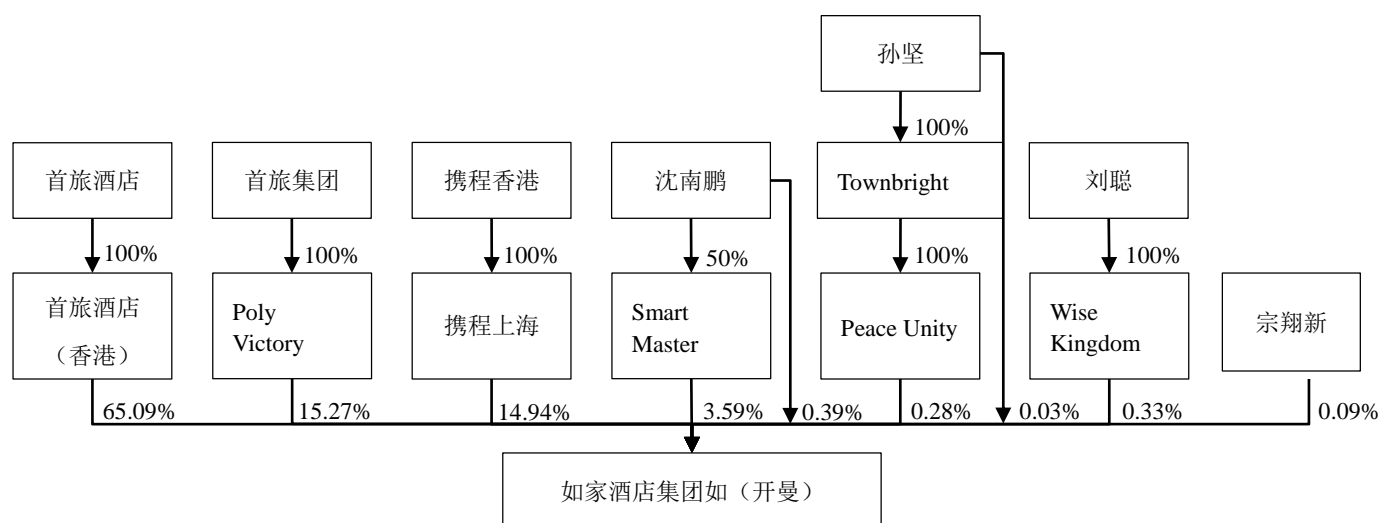 孙坚
100%
首旅酒店
首旅集团
携程香港
沈南鹏
Townbright
刘聪
100%
100%
100%
50%
100%
100%
首旅酒店
（香港）
Poly
Victory
携程上海
Smart
Master
Peace Unity
Wise
Kingdom
宗翔新
65.09%
15.27%
14.94%
3.59%
0.39%
0.28%
0.03%
0.33%
0.09%
如家酒店集团如（开曼）